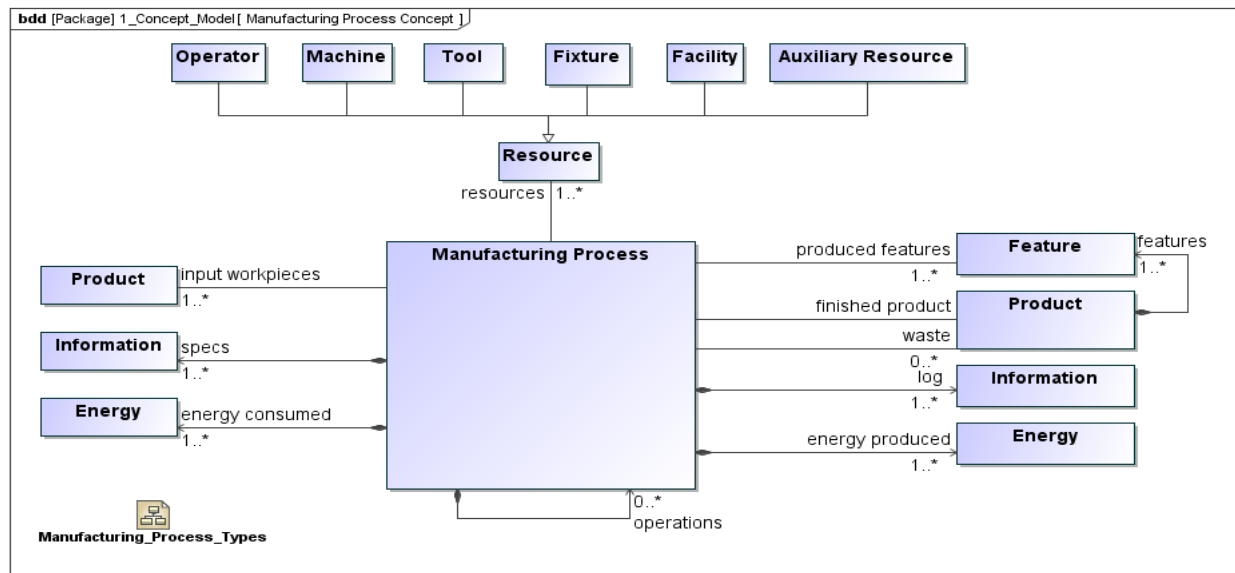 bdd [Package] 1_Concept_Model [ Manufacturing Process Concept ]
Operator
Machine
Tool
Fixture
Facility
Auxiliary Resource
Resource
resources 1..*
Manufacturing Process
Product
input workpieces
1..*
Information
specs
1..*
Energy
energy consumed
1..*
produced features
1..*
Feature
features
1..*
finished product
Product
waste
0..*
log
1..*
Information
energy produced
1..*
Energy
0..*
operations
Manufacturing_Process_Types